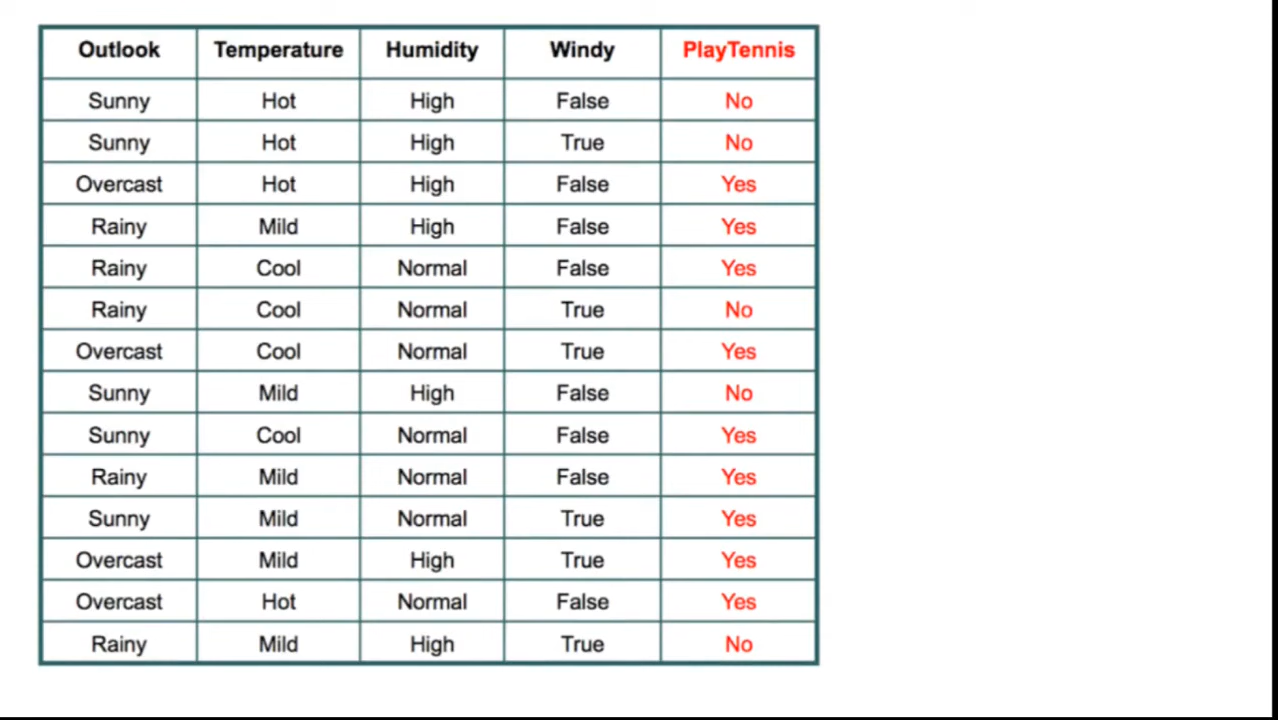 Outlook Temperature Humidity Windy PlayTennis
Sunny Hot High False No
Sunny Hot High True No
Overcast Hot High False Yes
Rainy Mild High False Yes
Rainy Cool Normal False Yes
Rainy Cool Normal True No
Overcast Cool Normal True Yes
Sunny Mild High False No
Sunny Cool Normal False Yes
Rainy Mild Normal False Yes
Sunny Mild Normal True Yes
Overcast Mild High True Yes
Overcast Hot Normal False Yes
Rainy Mild High True No